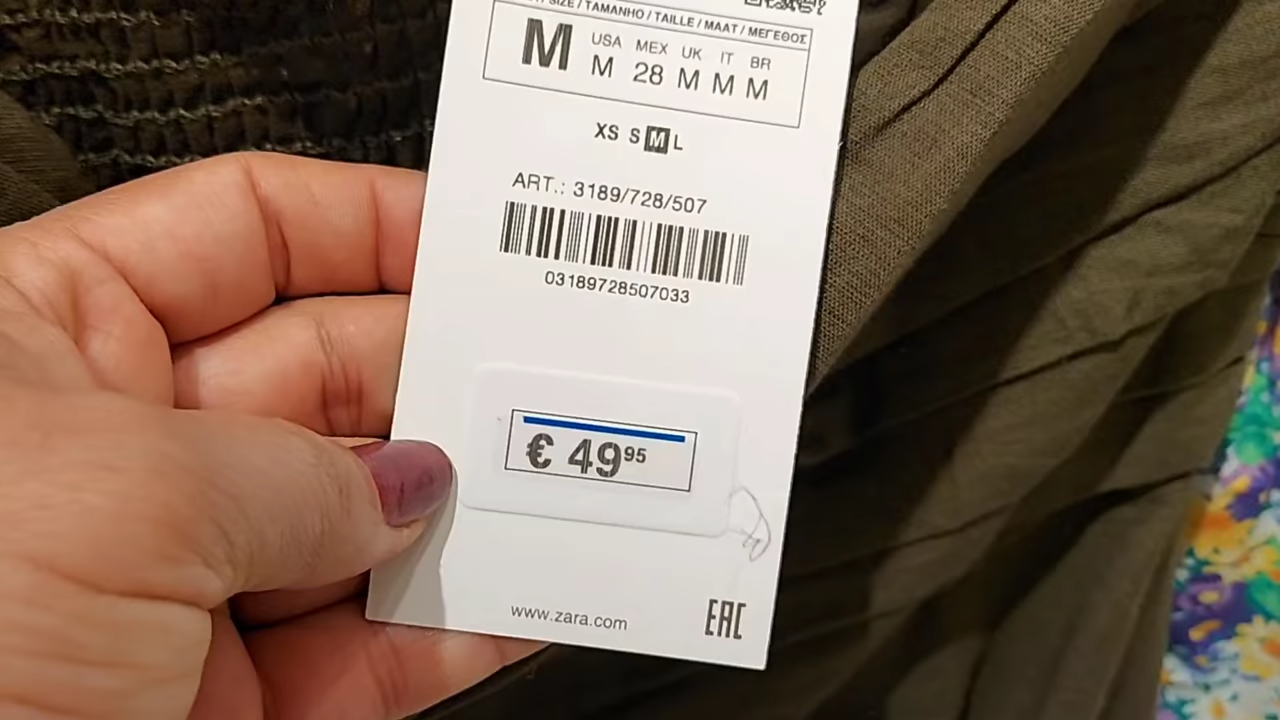 SIZE / TAMANHO / TAILLE / MAAT / ΜΕΓΕΘΟΣ
M
USA MEX UK IT BR
M 28 M M M
XS S M L
ART.: 3189/728/507
03189728507033
€ 49 95
www.zara.com
EAC